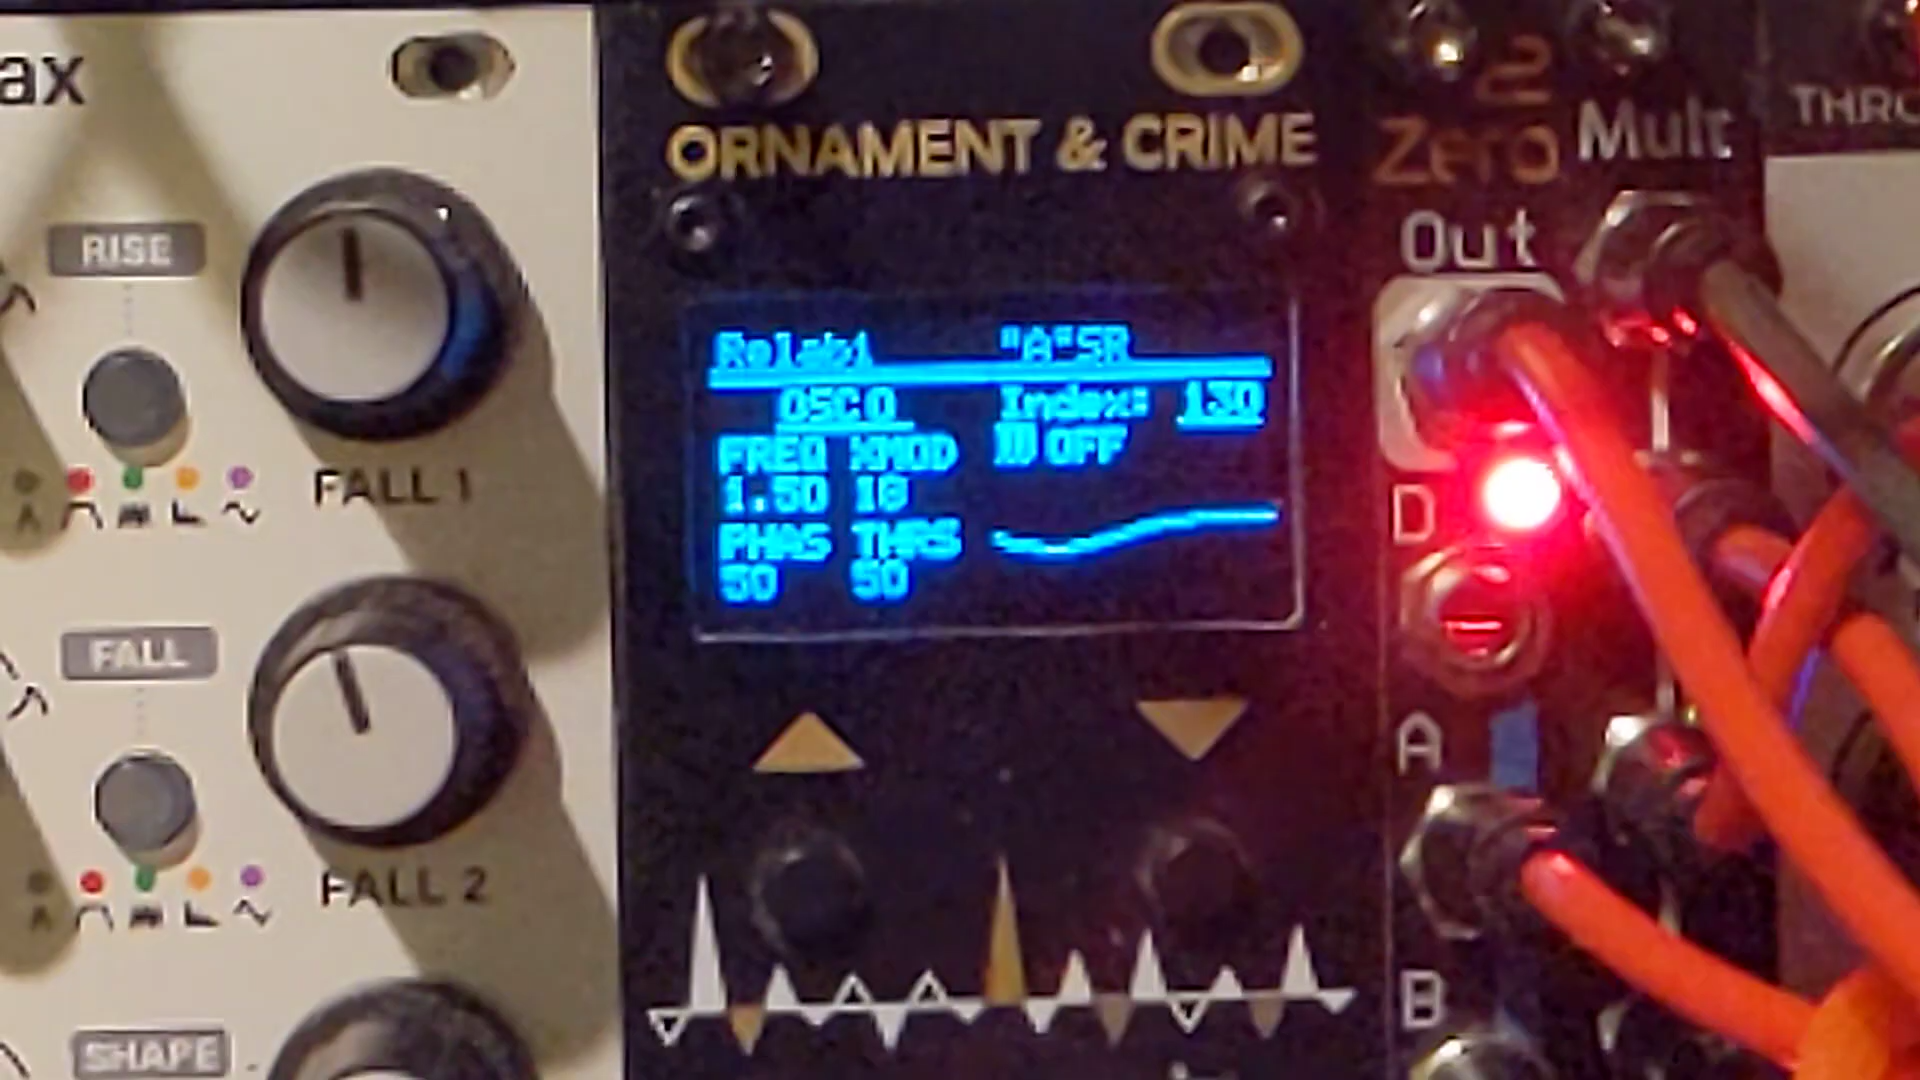 ax
RISE
FALL 1
FALL
FALL 2
SHAPE
ORNAMENT & CRIME
Relabi "A"SR
OSC0 Index: 130
FREQ XMOD OFF
1.50 10
PHAS THRS
50 50
2
Zero Mult
Out
D
A
B
THRO